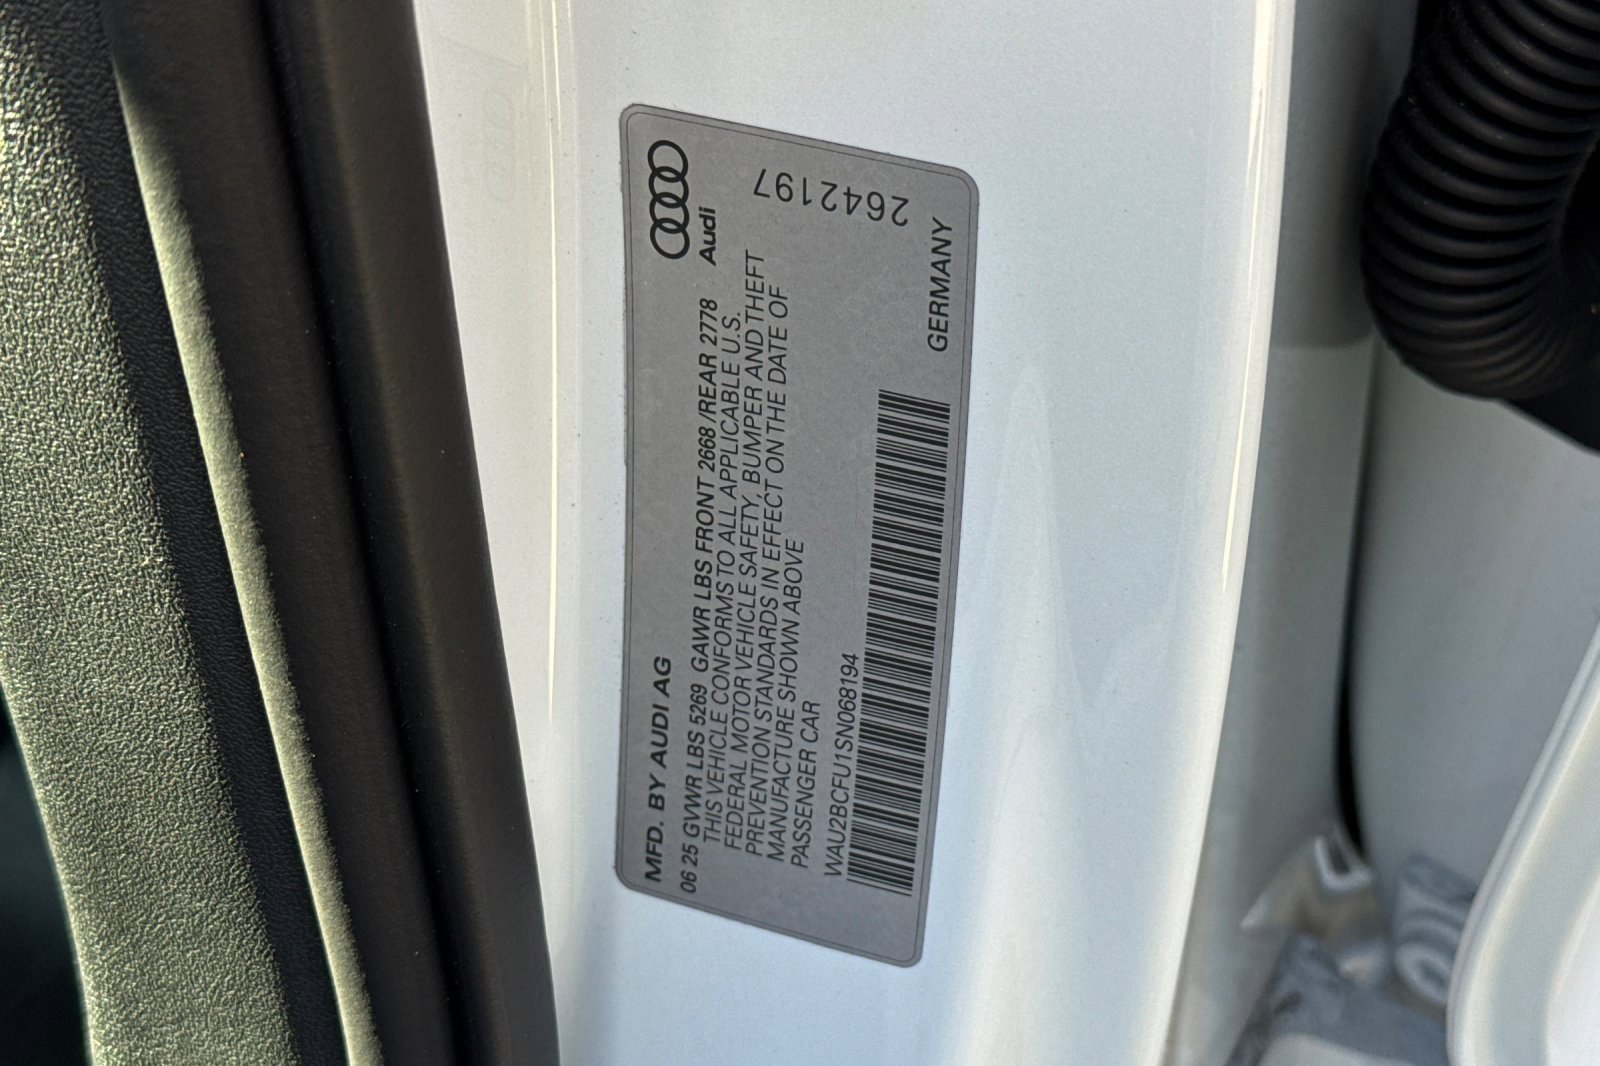 Audi
MFD. BY AUDI AG
06 25 GVWR LBS 5269 GAWR LBS FRONT 2668 /REAR 2778
THIS VEHICLE CONFORMS TO ALL APPLICABLE U.S.
FEDERAL MOTOR VEHICLE SAFETY, BUMPER AND THEFT
PREVENTION STANDARDS IN EFFECT ON THE DATE OF
MANUFACTURE SHOWN ABOVE
PASSENGER CAR
WAU2BCFU1SN068194
GERMANY
2642197